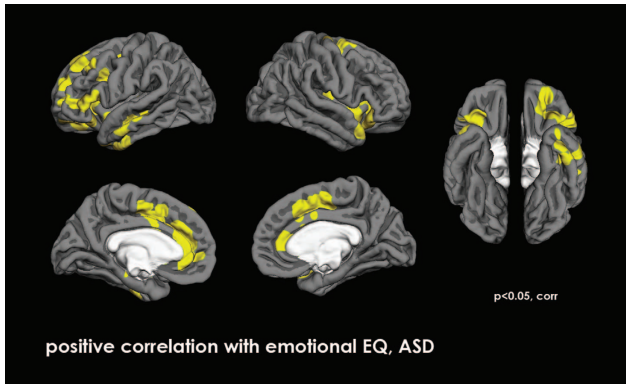 p<0.05, corr
positive correlation with emotional EQ, ASD